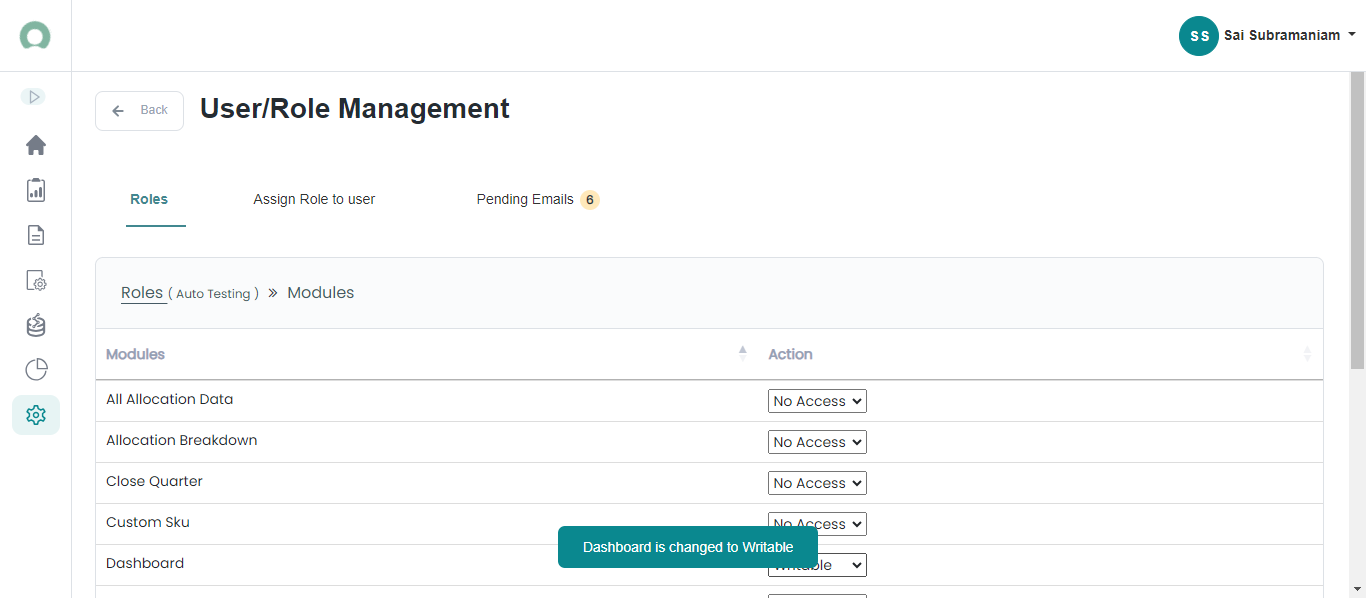 SS Sai Subramaniam
Back
User/Role Management
Roles
Assign Role to user
Pending Emails 6
Roles ( Auto Testing ) » Modules
Modules Action
All Allocation Data No Access
Allocation Breakdown No Access
Close Quarter No Access
Custom Sku No Access
Dashboard is changed to Writable
Dashboard Writable